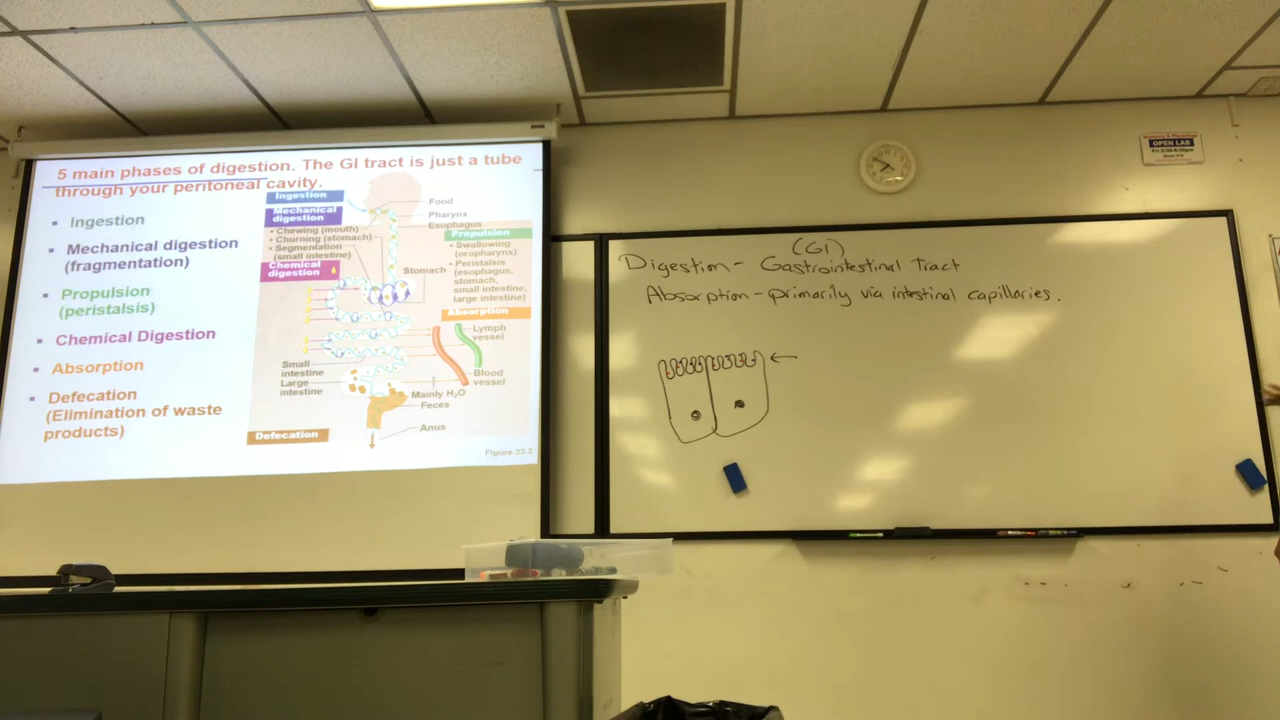 5 main phases of digestion. The GI tract is just a tube
through your peritoneal cavity.
Ingestion
Mechanical digestion
(fragmentation)
Propulsion
(peristalsis)
Chemical Digestion
Absorption
Defecation
(Elimination of waste
products)
Ingestion
Mechanical
digestion
• Chewing (mouth)
• Churning (stomach)
• Segmentation
(small intestine)
Chemical
digestion
Food
Pharynx
Esophagus
Propulsion
• Swallowing
(oropharynx)
• Peristalsis
(esophagus,
stomach,
small intestine,
large intestine)
Stomach
Absorption
Lymph
vessel
Small
intestine
Large
intestine
Blood
vessel
Mainly H₂O
Feces
Anus
Defecation
Figure 23.2
(GI)
Digestion - Gastrointestinal Tract
Absorption - primarily via intestinal capillaries.
Anatomy & Physiology
OPEN LAB